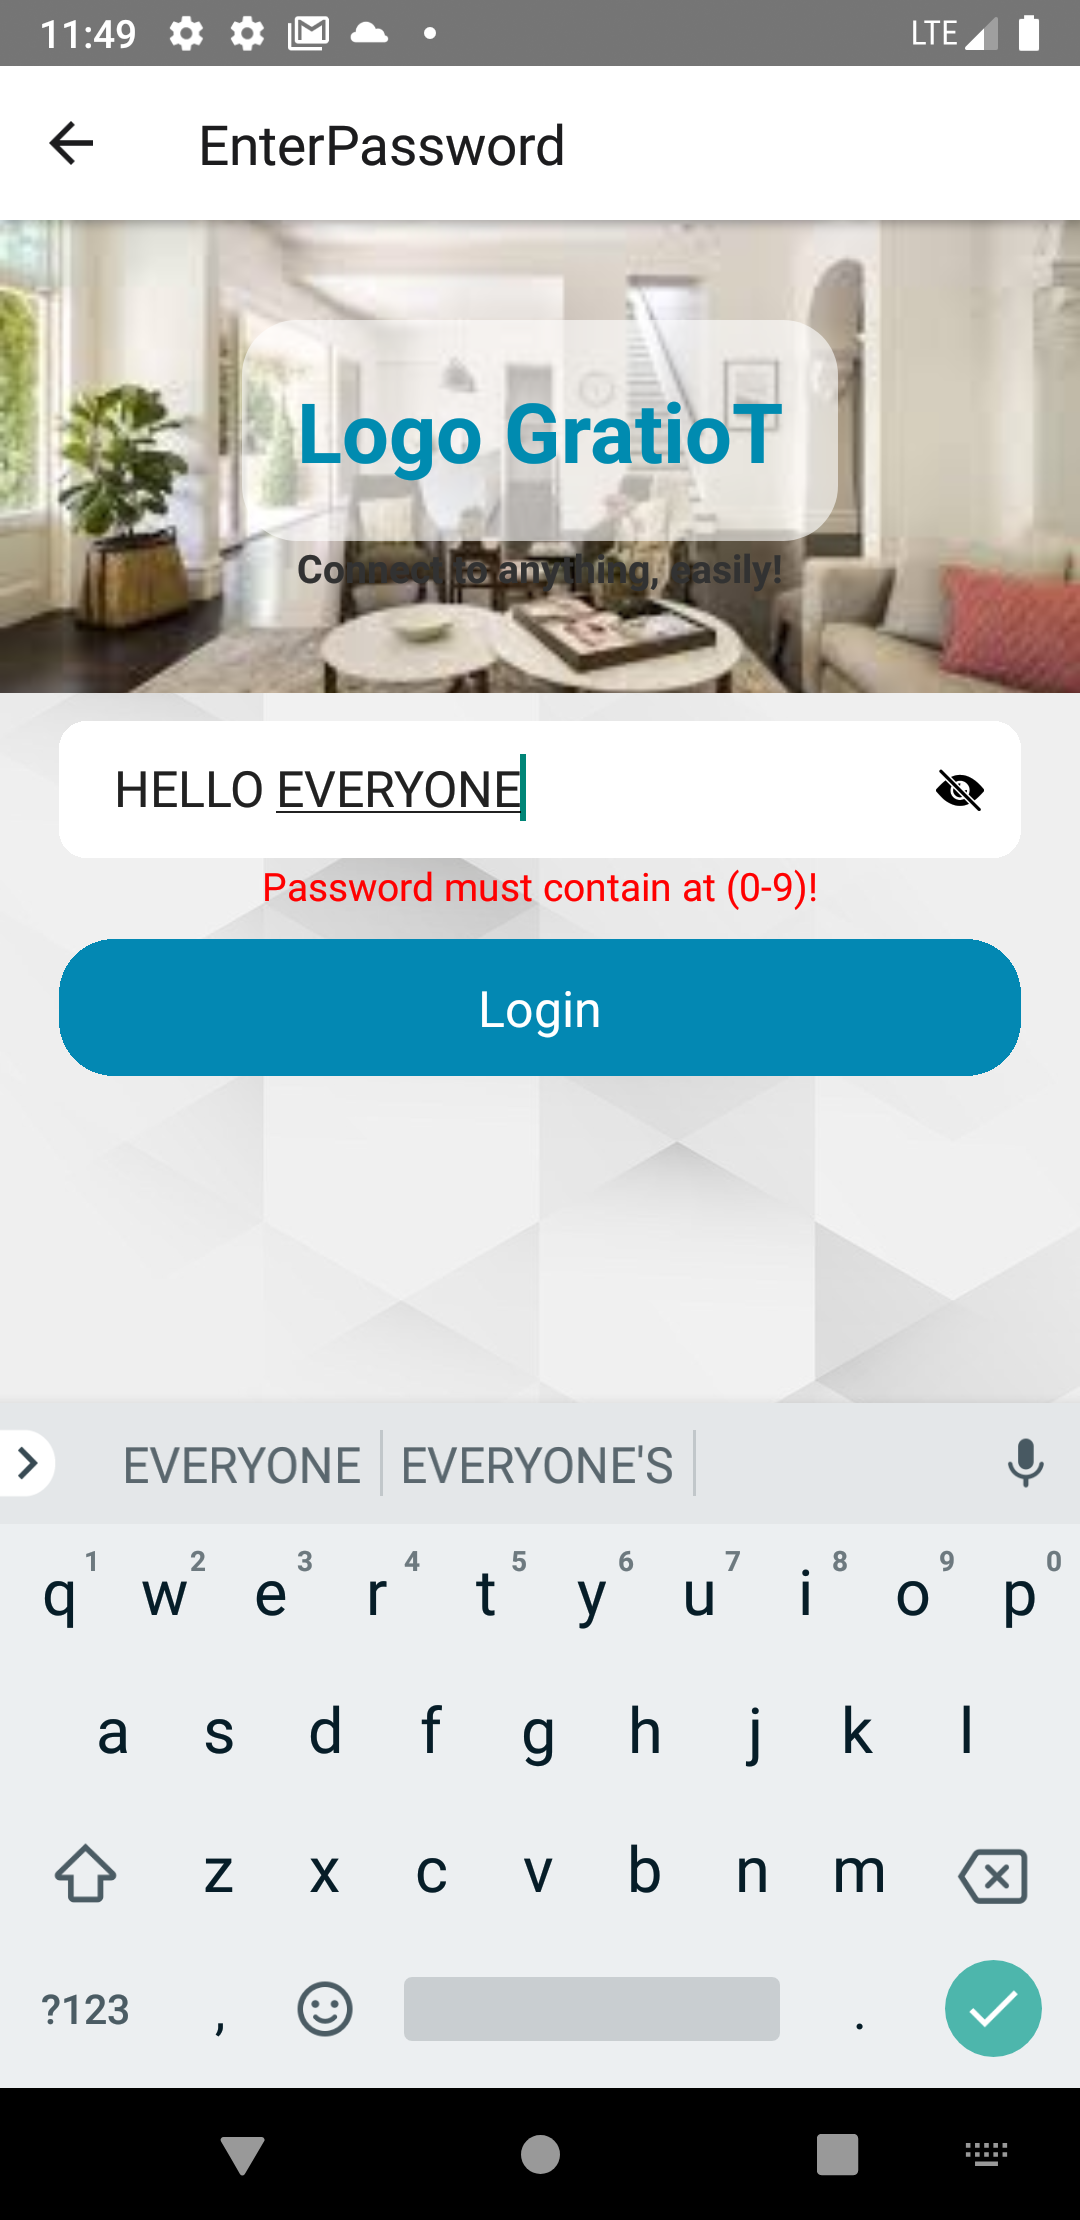 11:49 LTE
EnterPassword
Logo GratioT
Connect to anything, easily!
HELLO EVERYONE
Password must contain at (0-9)!
Login
EVERYONE EVERYONE'S
1 2 3 4 5 6 7 8 9 0
q w e r t y u i o p
a s d f g h j k l
z x c v b n m
?123 , .